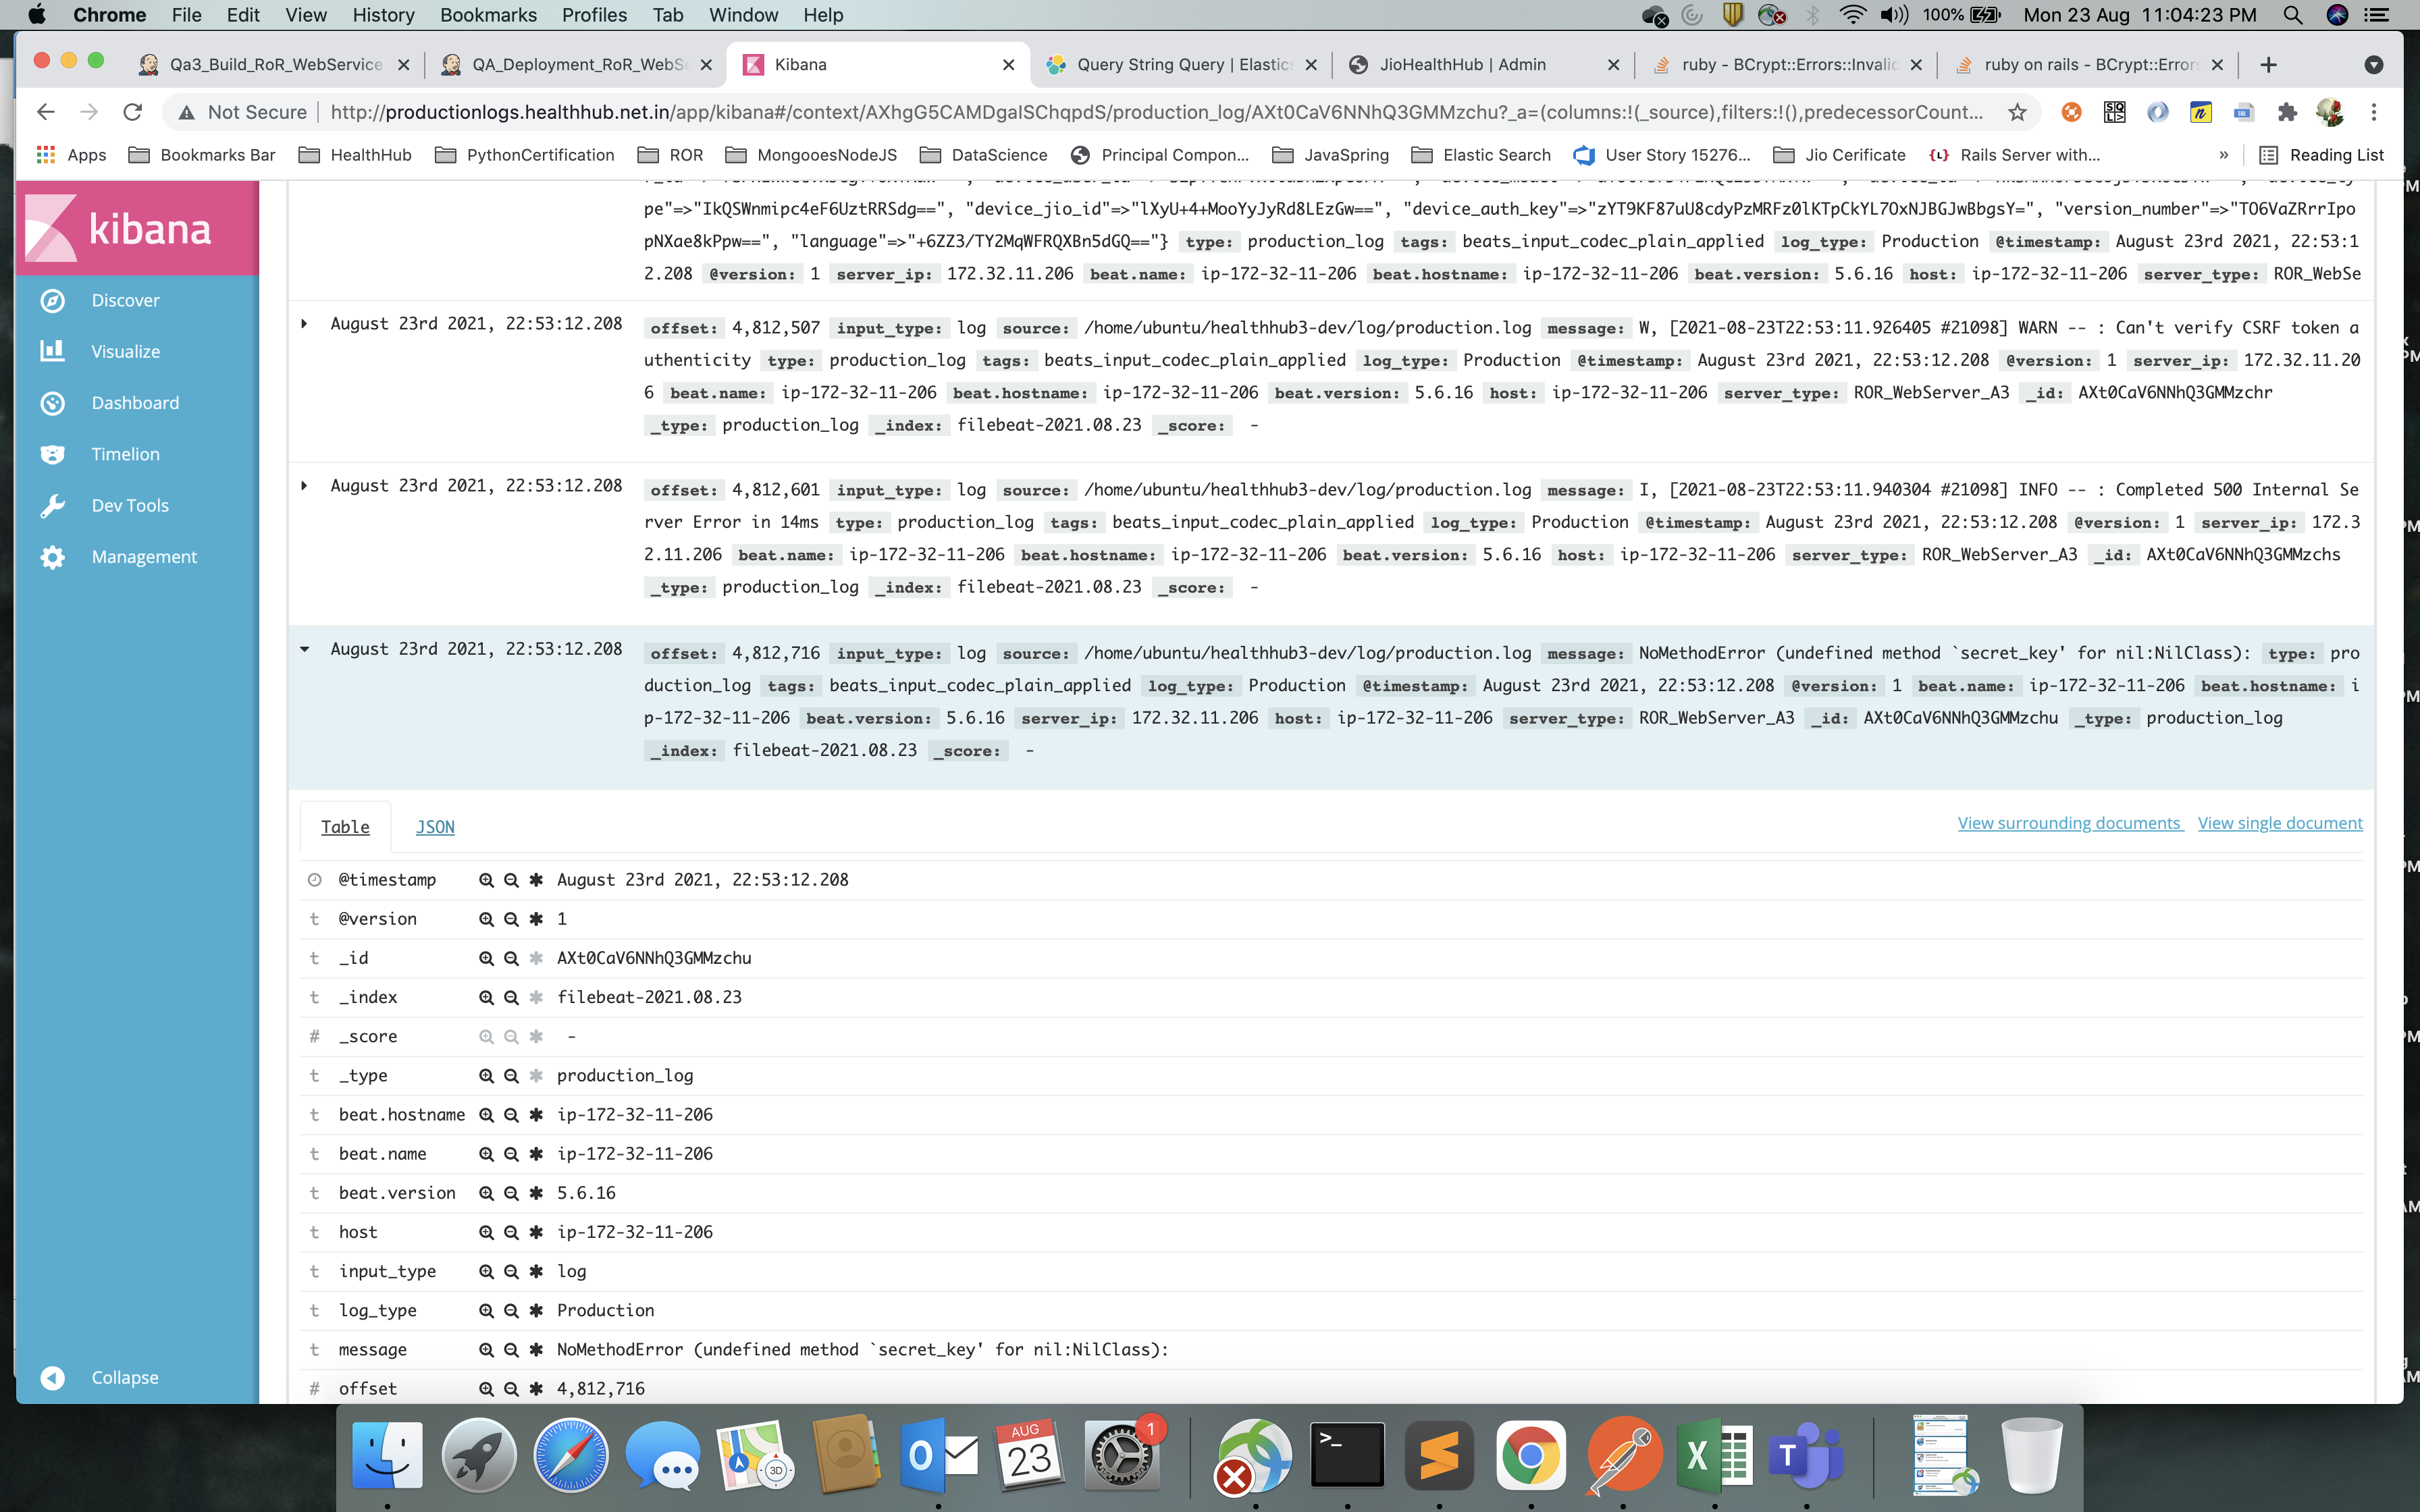 Chrome File Edit View History Bookmarks Profiles Tab Window Help 100% Mon 23 Aug 11:04:23 PM
Qa3_Build_RoR_WebService QA_Deployment_RoR_WebS Kibana Query String Query | Elastic JioHealthHub | Admin ruby - BCrypt::Errors::Invalid ruby on rails - BCrypt::Errors
Not Secure http://productionlogs.healthhub.net.in/app/kibana#/context/AXhgG5CAMDgaISChqpdS/production_log/AXt0CaV6NNhQ3GMMzchu?_a=(columns:!(_source),filters:!(),predecessorCount...
Apps Bookmarks Bar HealthHub PythonCertification ROR MongooesNodeJS DataScience Principal Compon... JavaSpring Elastic Search User Story 15276... Jio Cerificate Rails Server with... » Reading List
kibana
Discover
Visualize
Dashboard
Timelion
Dev Tools
Management
Collapse
pe"=>"IkQSWnmipc4eF6UztRRSdg==", "device_jio_id"=>"lXyU+4+MooYyJyRd8LEzGw==", "device_auth_key"=>"zYT9KF87uU8cdyPzMRFz0lKTpCkYL7OxNJBGJwBbgsY=", "version_number"=>"TO6VaZRrrIpo
pNXae8kPpw==", "language"=>"+6ZZ3/TY2MqWFRQXBn5dGQ=="} type: production_log tags: beats_input_codec_plain_applied log_type: Production @timestamp: August 23rd 2021, 22:53:1
2.208 @version: 1 server_ip: 172.32.11.206 beat.name: ip-172-32-11-206 beat.hostname: ip-172-32-11-206 beat.version: 5.6.16 host: ip-172-32-11-206 server_type: ROR_WebSe
August 23rd 2021, 22:53:12.208 offset: 4,812,507 input_type: log source: /home/ubuntu/healthhub3-dev/log/production.log message: W, [2021-08-23T22:53:11.926405 #21098] WARN -- : Can't verify CSRF token a
uthenticity type: production_log tags: beats_input_codec_plain_applied log_type: Production @timestamp: August 23rd 2021, 22:53:12.208 @version: 1 server_ip: 172.32.11.20
6 beat.name: ip-172-32-11-206 beat.hostname: ip-172-32-11-206 beat.version: 5.6.16 host: ip-172-32-11-206 server_type: ROR_WebServer_A3 _id: AXt0CaV6NNhQ3GMMzchr
_type: production_log _index: filebeat-2021.08.23 _score: -
August 23rd 2021, 22:53:12.208 offset: 4,812,601 input_type: log source: /home/ubuntu/healthhub3-dev/log/production.log message: I, [2021-08-23T22:53:11.940304 #21098] INFO -- : Completed 500 Internal Se
rver Error in 14ms type: production_log tags: beats_input_codec_plain_applied log_type: Production @timestamp: August 23rd 2021, 22:53:12.208 @version: 1 server_ip: 172.3
2.11.206 beat.name: ip-172-32-11-206 beat.hostname: ip-172-32-11-206 beat.version: 5.6.16 host: ip-172-32-11-206 server_type: ROR_WebServer_A3 _id: AXt0CaV6NNhQ3GMMzchs
_type: production_log _index: filebeat-2021.08.23 _score: -
August 23rd 2021, 22:53:12.208 offset: 4,812,716 input_type: log source: /home/ubuntu/healthhub3-dev/log/production.log message: NoMethodError (undefined method `secret_key' for nil:NilClass): type: pro
duction_log tags: beats_input_codec_plain_applied log_type: Production @timestamp: August 23rd 2021, 22:53:12.208 @version: 1 beat.name: ip-172-32-11-206 beat.hostname: i
p-172-32-11-206 beat.version: 5.6.16 server_ip: 172.32.11.206 host: ip-172-32-11-206 server_type: ROR_WebServer_A3 _id: AXt0CaV6NNhQ3GMMzchu _type: production_log
_index: filebeat-2021.08.23 _score: -
Table JSON View surrounding documents View single document
@timestamp August 23rd 2021, 22:53:12.208
t @version 1
t _id AXt0CaV6NNhQ3GMMzchu
t _index filebeat-2021.08.23
# _score -
t _type production_log
t beat.hostname ip-172-32-11-206
t beat.name ip-172-32-11-206
t beat.version 5.6.16
t host ip-172-32-11-206
t input_type log
t log_type Production
t message NoMethodError (undefined method `secret_key' for nil:NilClass):
# offset 4,812,716
3D AUG 23 1